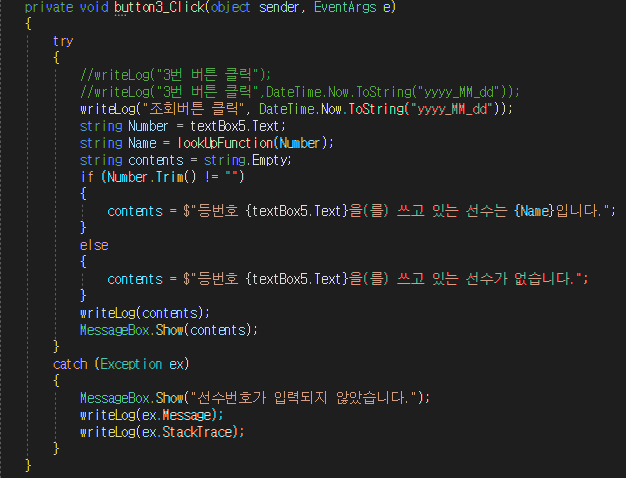 private void button3_Click(object sender, EventArgs e)
{
try
{
//writeLog("3번 버튼 클릭");
//writeLog("3번 버튼 클릭",DateTime.Now.ToString("yyyy_MM_dd"));
writeLog("조회버튼 클릭", DateTime.Now.ToString("yyyy_MM_dd"));
string Number = textBox5.Text;
string Name = lookUpFunction(Number);
string contents = string.Empty;
if (Number.Trim() != "")
{
contents = $"등번호 {textBox5.Text}을(를) 쓰고 있는 선수는 {Name}입니다.";
}
else
{
contents = $"등번호 {textBox5.Text}을(를) 쓰고 있는 선수가 없습니다.";
}
writeLog(contents);
MessageBox.Show(contents);
}
catch (Exception ex)
{
MessageBox.Show("선수번호가 입력되지 않았습니다.");
writeLog(ex.Message);
writeLog(ex.StackTrace);
}
}